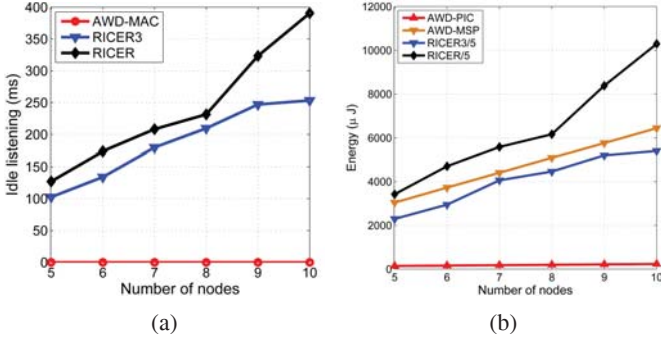 400
350
300
250
200
150
100
50
0
Idle listening (ms)
AWD-MAC
RICER3
RICER
5 6 7 8 9 10
Number of nodes
(a)
12000
10000
8000
6000
4000
2000
0
Energy (μ J)
AWD-PIC
AWD-MSP
RICER3/5
RICER/5
5 6 7 8 9 10
Number of nodes
(b)